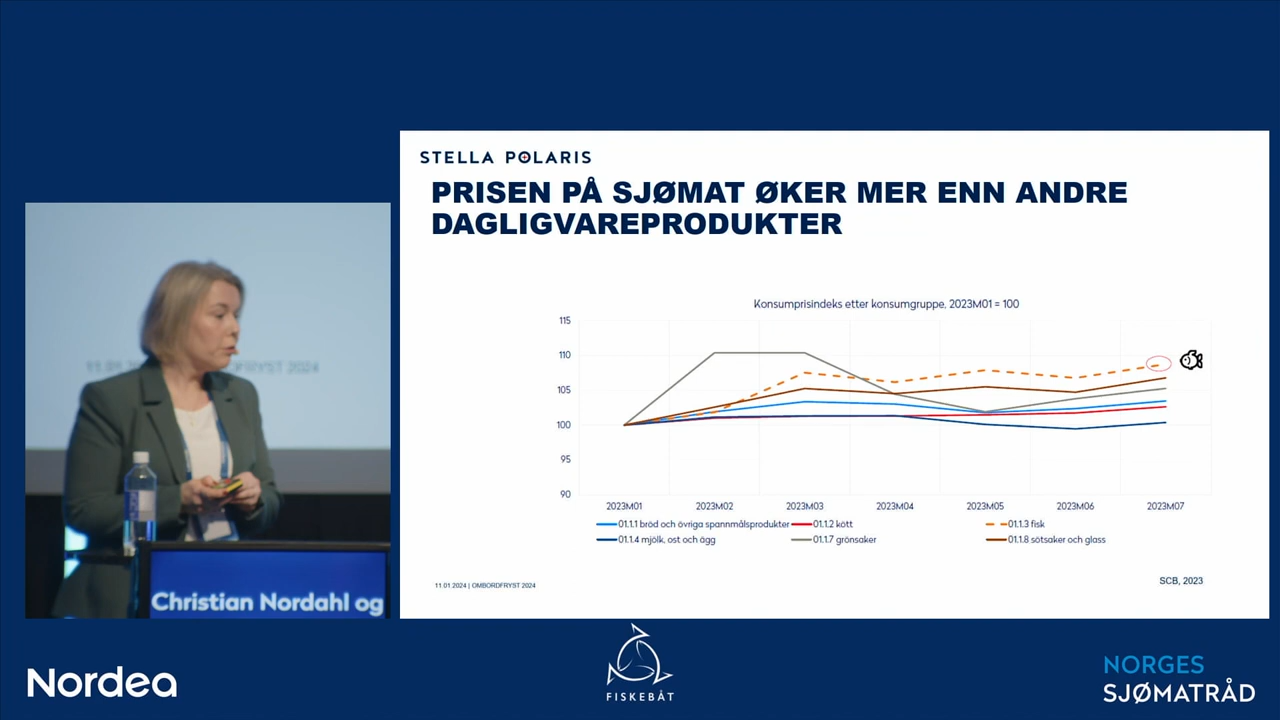 STELLA POLARIS
PRISEN PÅ SJØMAT ØKER MER ENN ANDRE
DAGLIGVAREPRODUKTER
Konsumprisindeks etter konsumgruppe, 2023M01 = 100
115
110
105
100
95
90
2023M01 2023M02 2023M03 2023M04 2023M05 2023M06 2023M07
01.1.1 bröd och övriga spannmålsprodukter 01.1.2 kött 01.1.3 fisk
01.1.4 mjölk, ost och ägg 01.1.7 grönsaker 01.1.8 sötsaker och glass
11.01.2024 | OMBORDFRYST 2024
SCB, 2023
2024
Christian Nordahl og
Nordea
FISKEBÅT
NORGES
SJØMATRÅD